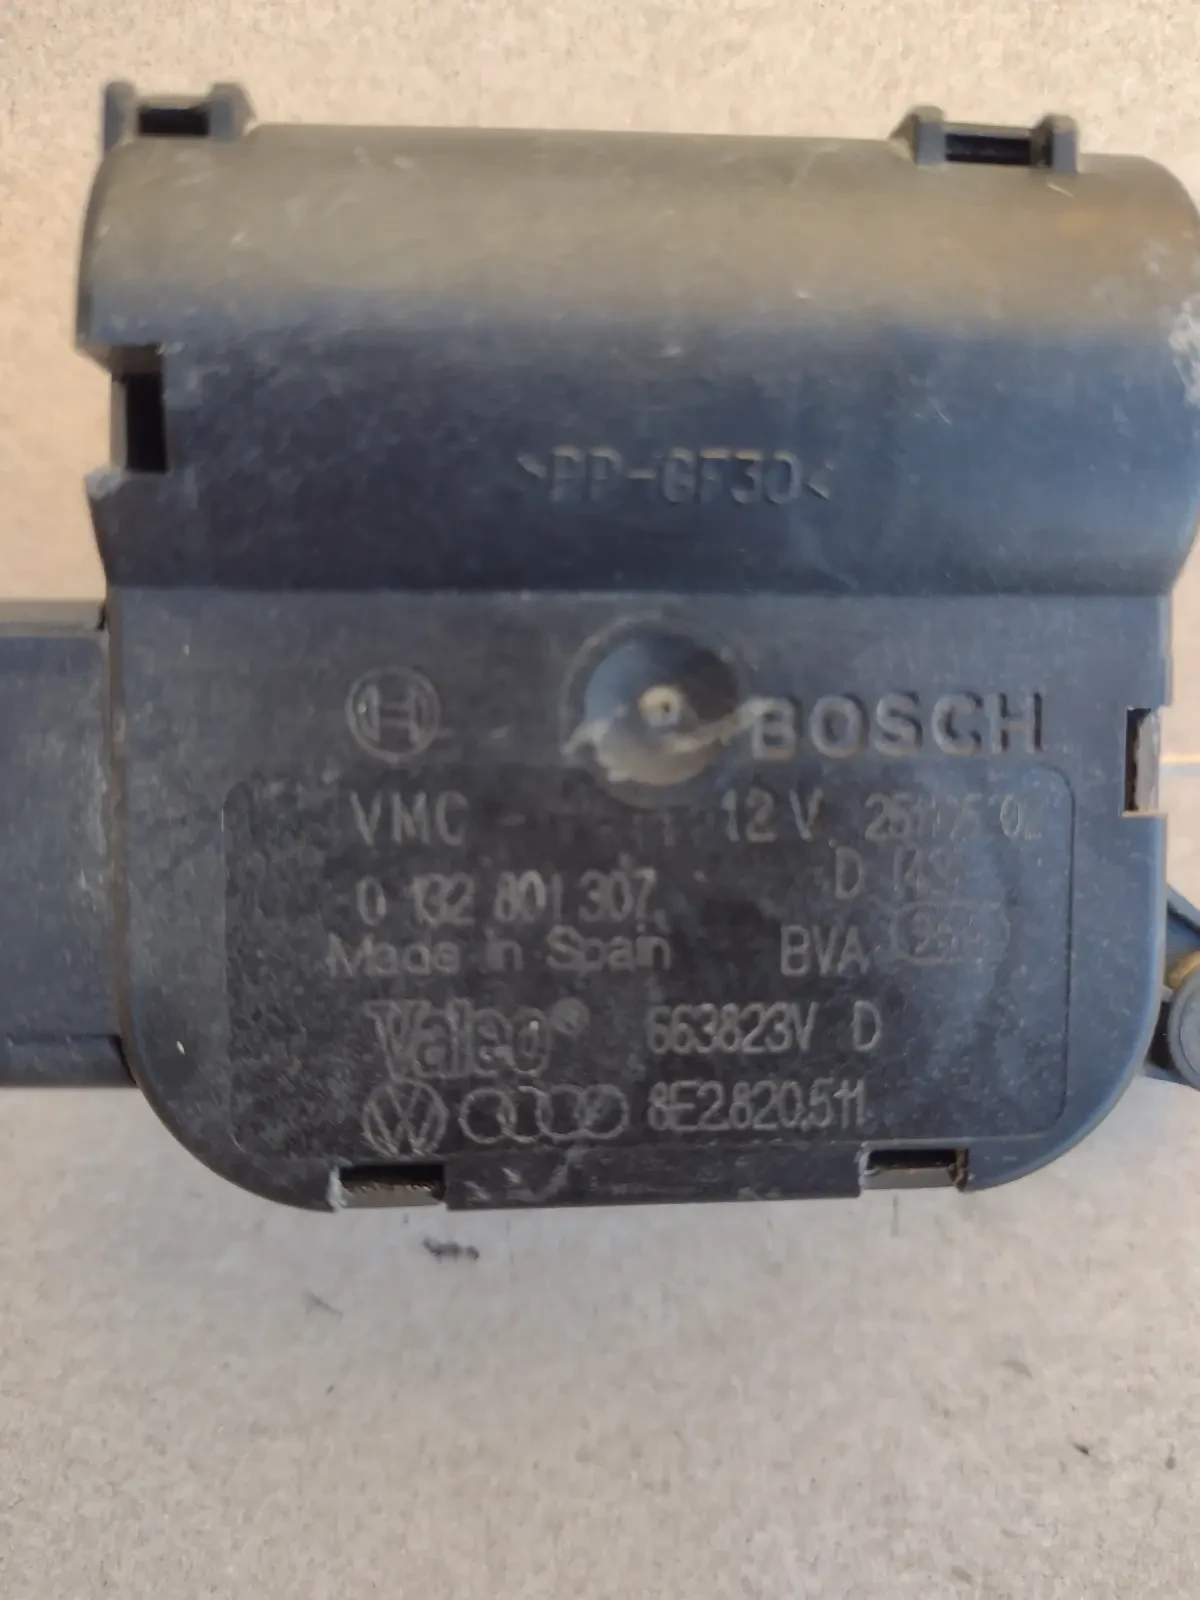 >PP-GF30<
BOSCH
VMC 12 V
0 132 801 307 D
Made in Spain BVA
Valeo® 663823V D
8E2.820.511